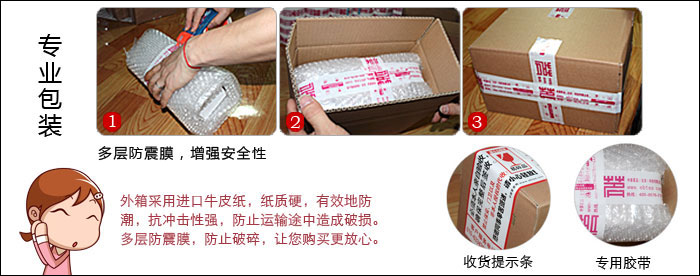 专业包装
1
2
3
多层防震膜，增强安全性
外箱采用进口牛皮纸，纸质硬，有效地防
潮，抗冲击性强，防止运输途中造成破损。
多层防震膜，防止破碎，让您购买更放心。
收货提示条
专用胶带